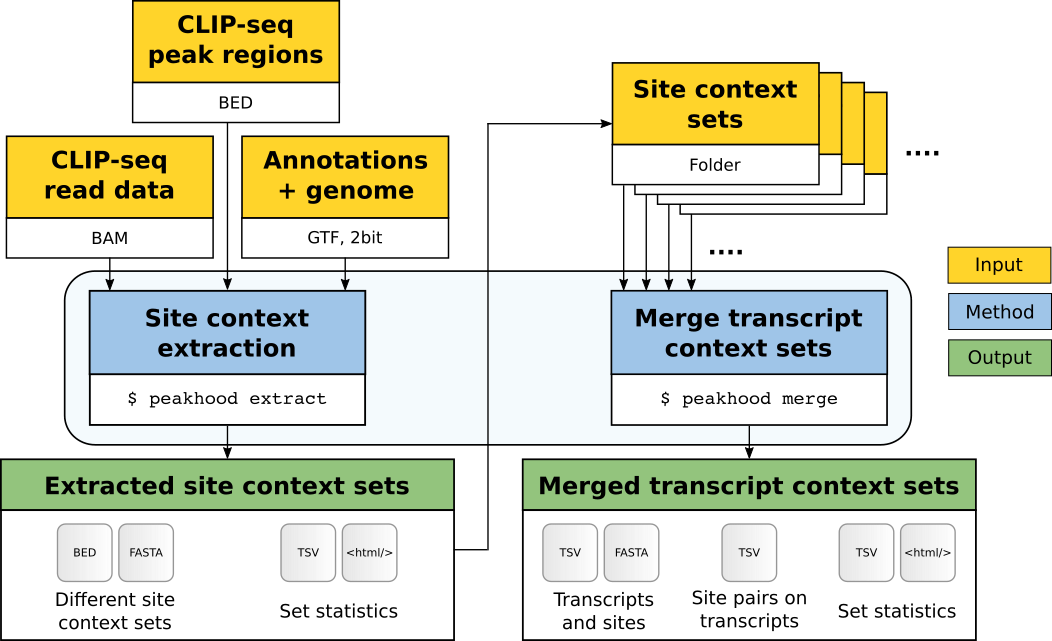 CLIP-seq
peak regions
BED
CLIP-seq
read data
BAM
Annotations
+ genome
GTF, 2bit
Site context
sets
Folder
....
....
Input
Method
Output
Site context
extraction
$ peakhood extract
Merge transcript
context sets
$ peakhood merge
Extracted site context sets
BED
FASTA
Different site
context sets
TSV
<html/>
Set statistics
Merged transcript context sets
TSV
FASTA
Transcripts
and sites
TSV
Site pairs on
transcripts
TSV
<html/>
Set statistics